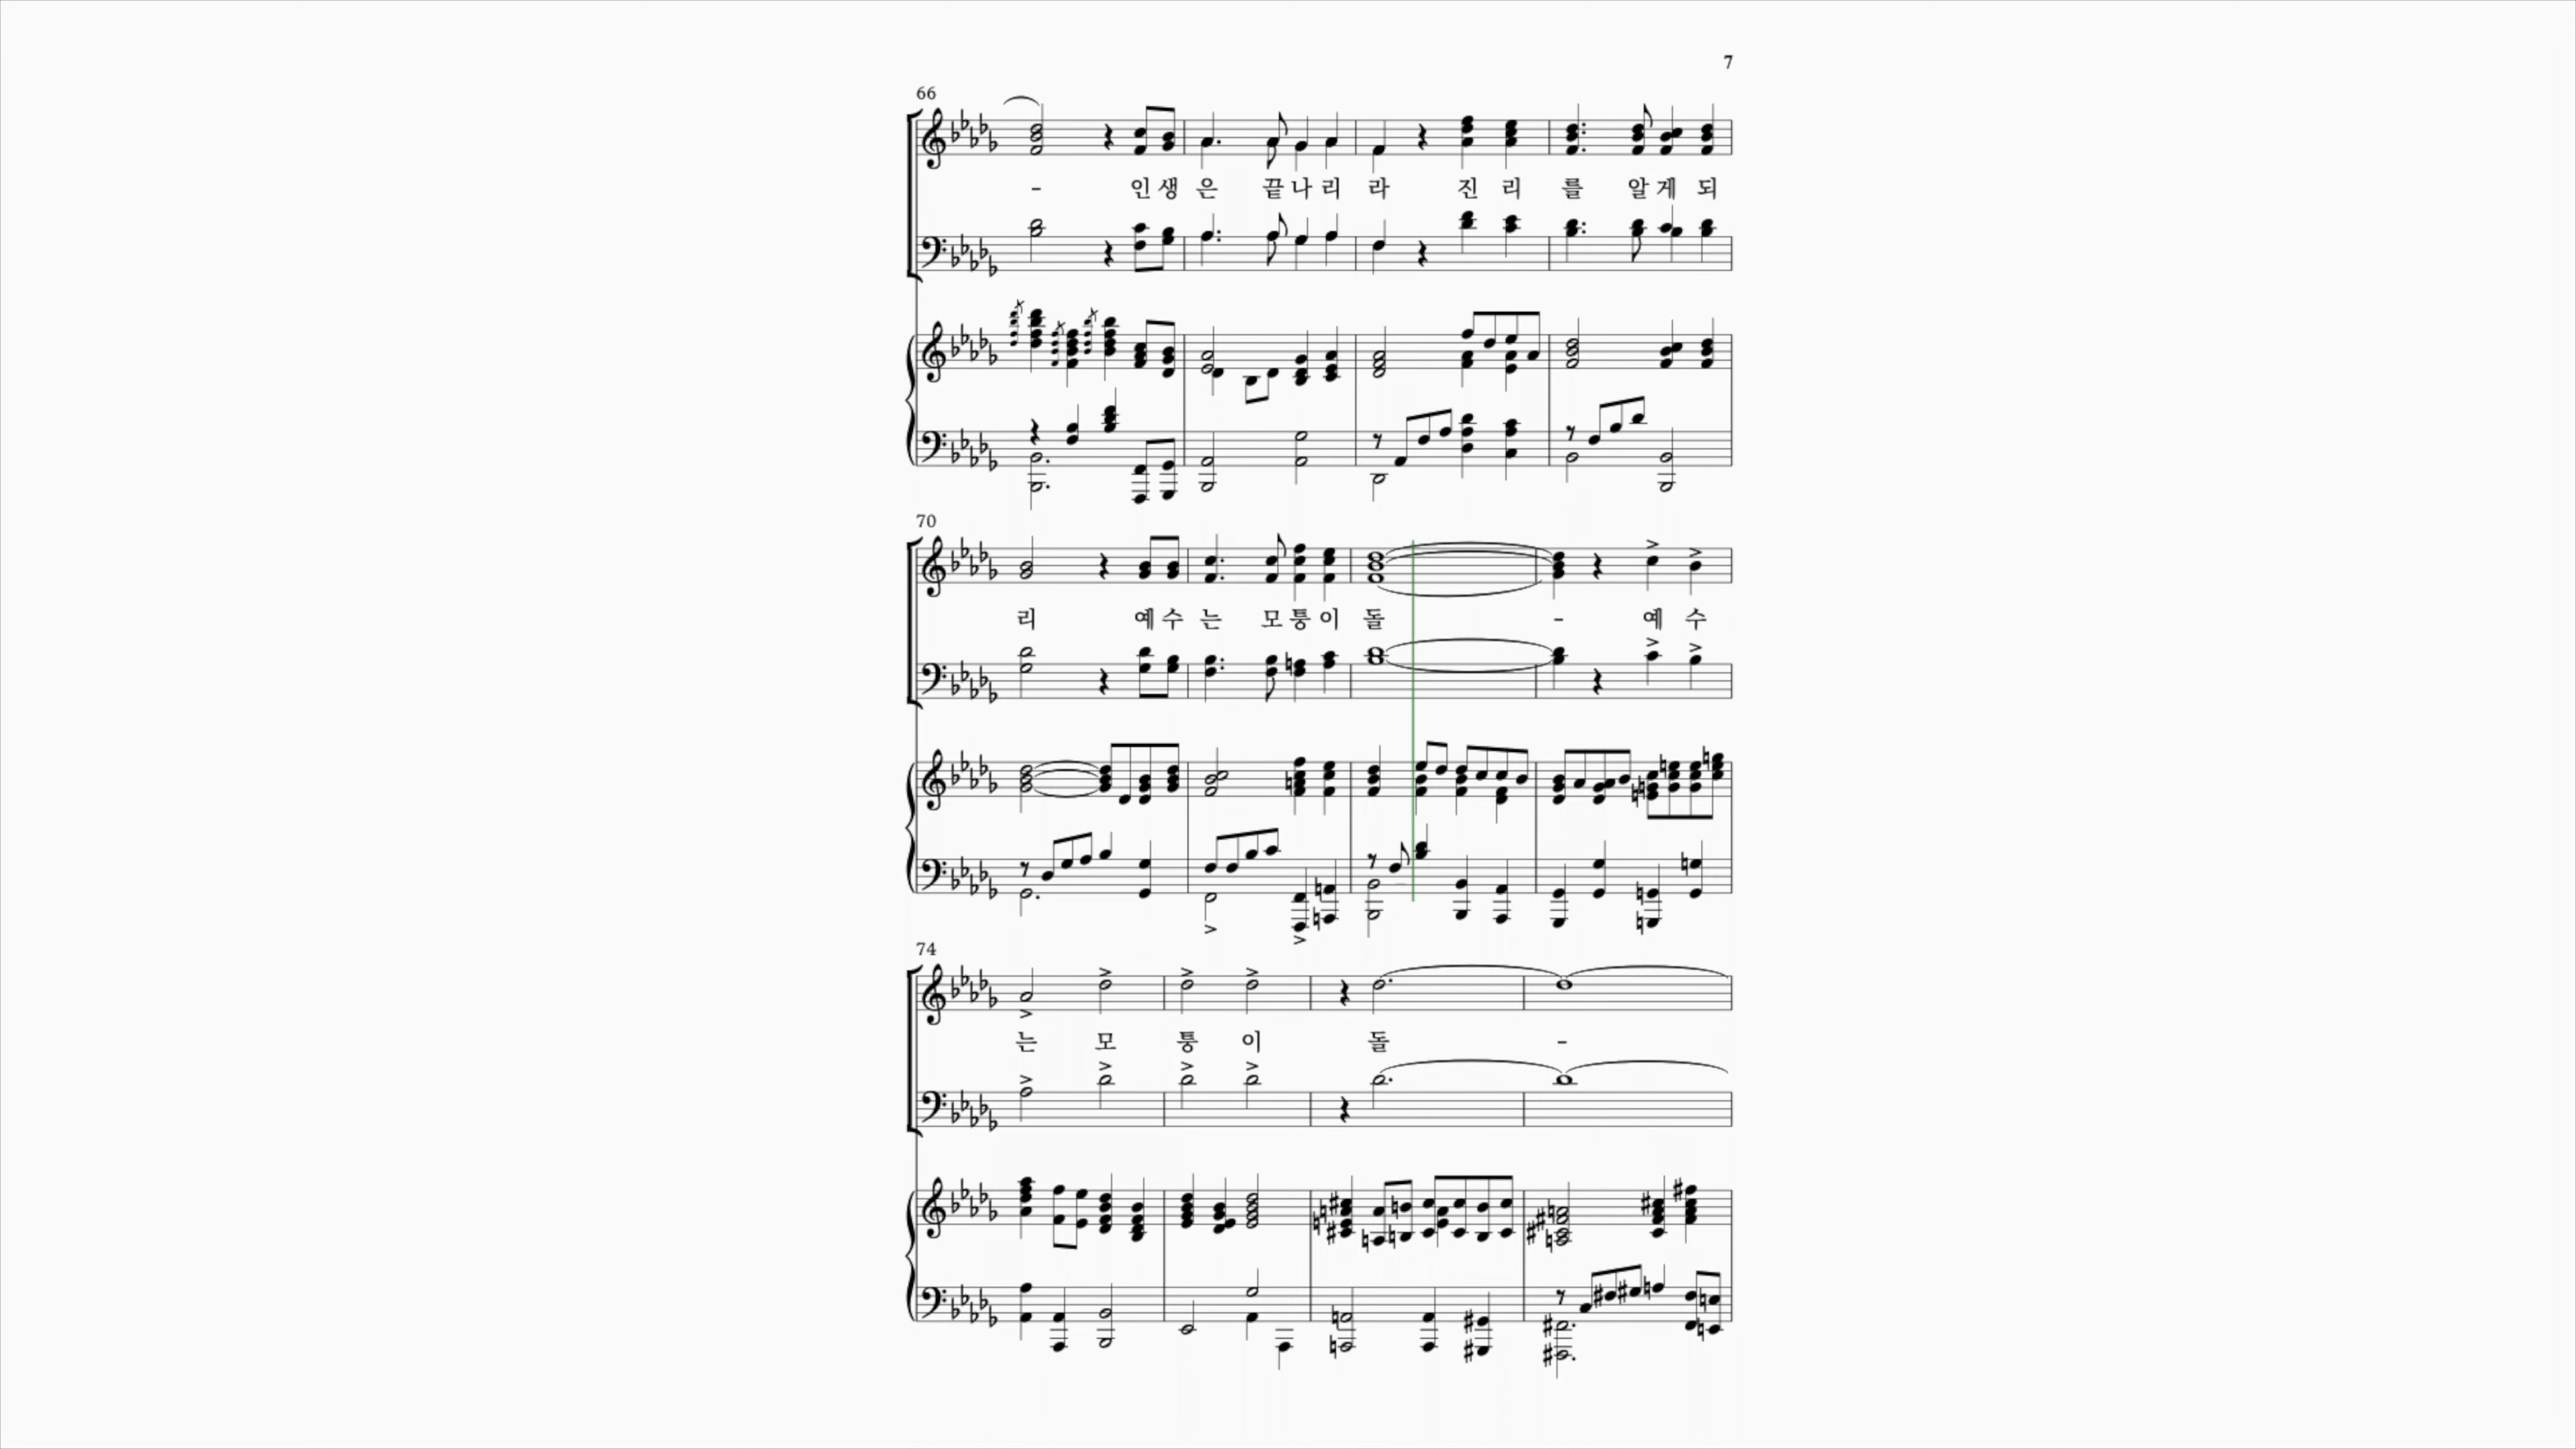 7
66
- 인 생 은 끝 나 리 라 진 리 를 알 게 되
70
리 예 수 는 모 퉁 이 돌 - 예 수
74
는 모 퉁 이 돌 -